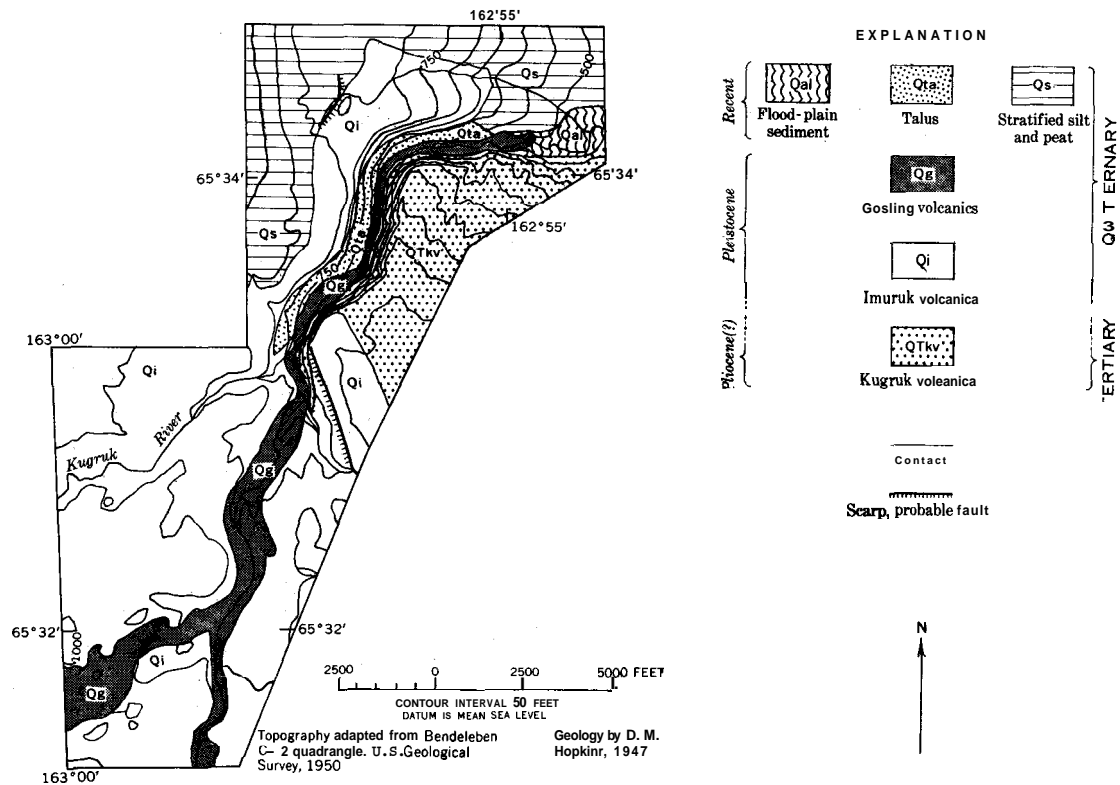 162°55'
750
Qs
500
Qi
Qta
Qal
65°34'
65°34'
162°55'
Qs
Qta
QTkv
750
Qg
163°00'
Qi
Qi
River
Kugruk
Qg
65°32'
65°32'
1000
Qi
Qg
163°00'
2500 0 2500 5000 FEET
CONTOUR INTERVAL 50 FEET
DATUM IS MEAN SEA LEVEL
Topography adapted from Bendeleben
C- 2 quadrangle. U.S.Geological
Survey, 1950
Geology by D. M.
Hopkinr, 1947
EXPLANATION
Recent
Qal
Flood-plain
sediment
Qta
Talus
Qs
Stratified silt
and peat
Pleistocene
Qg
Gosling volcanics
Qi
Imuruk volcanica
Pliocene(?)
QTkv
Kugruk voleanica
TERNARY
ERTIARY
Contact
Scarp, probable fault
N